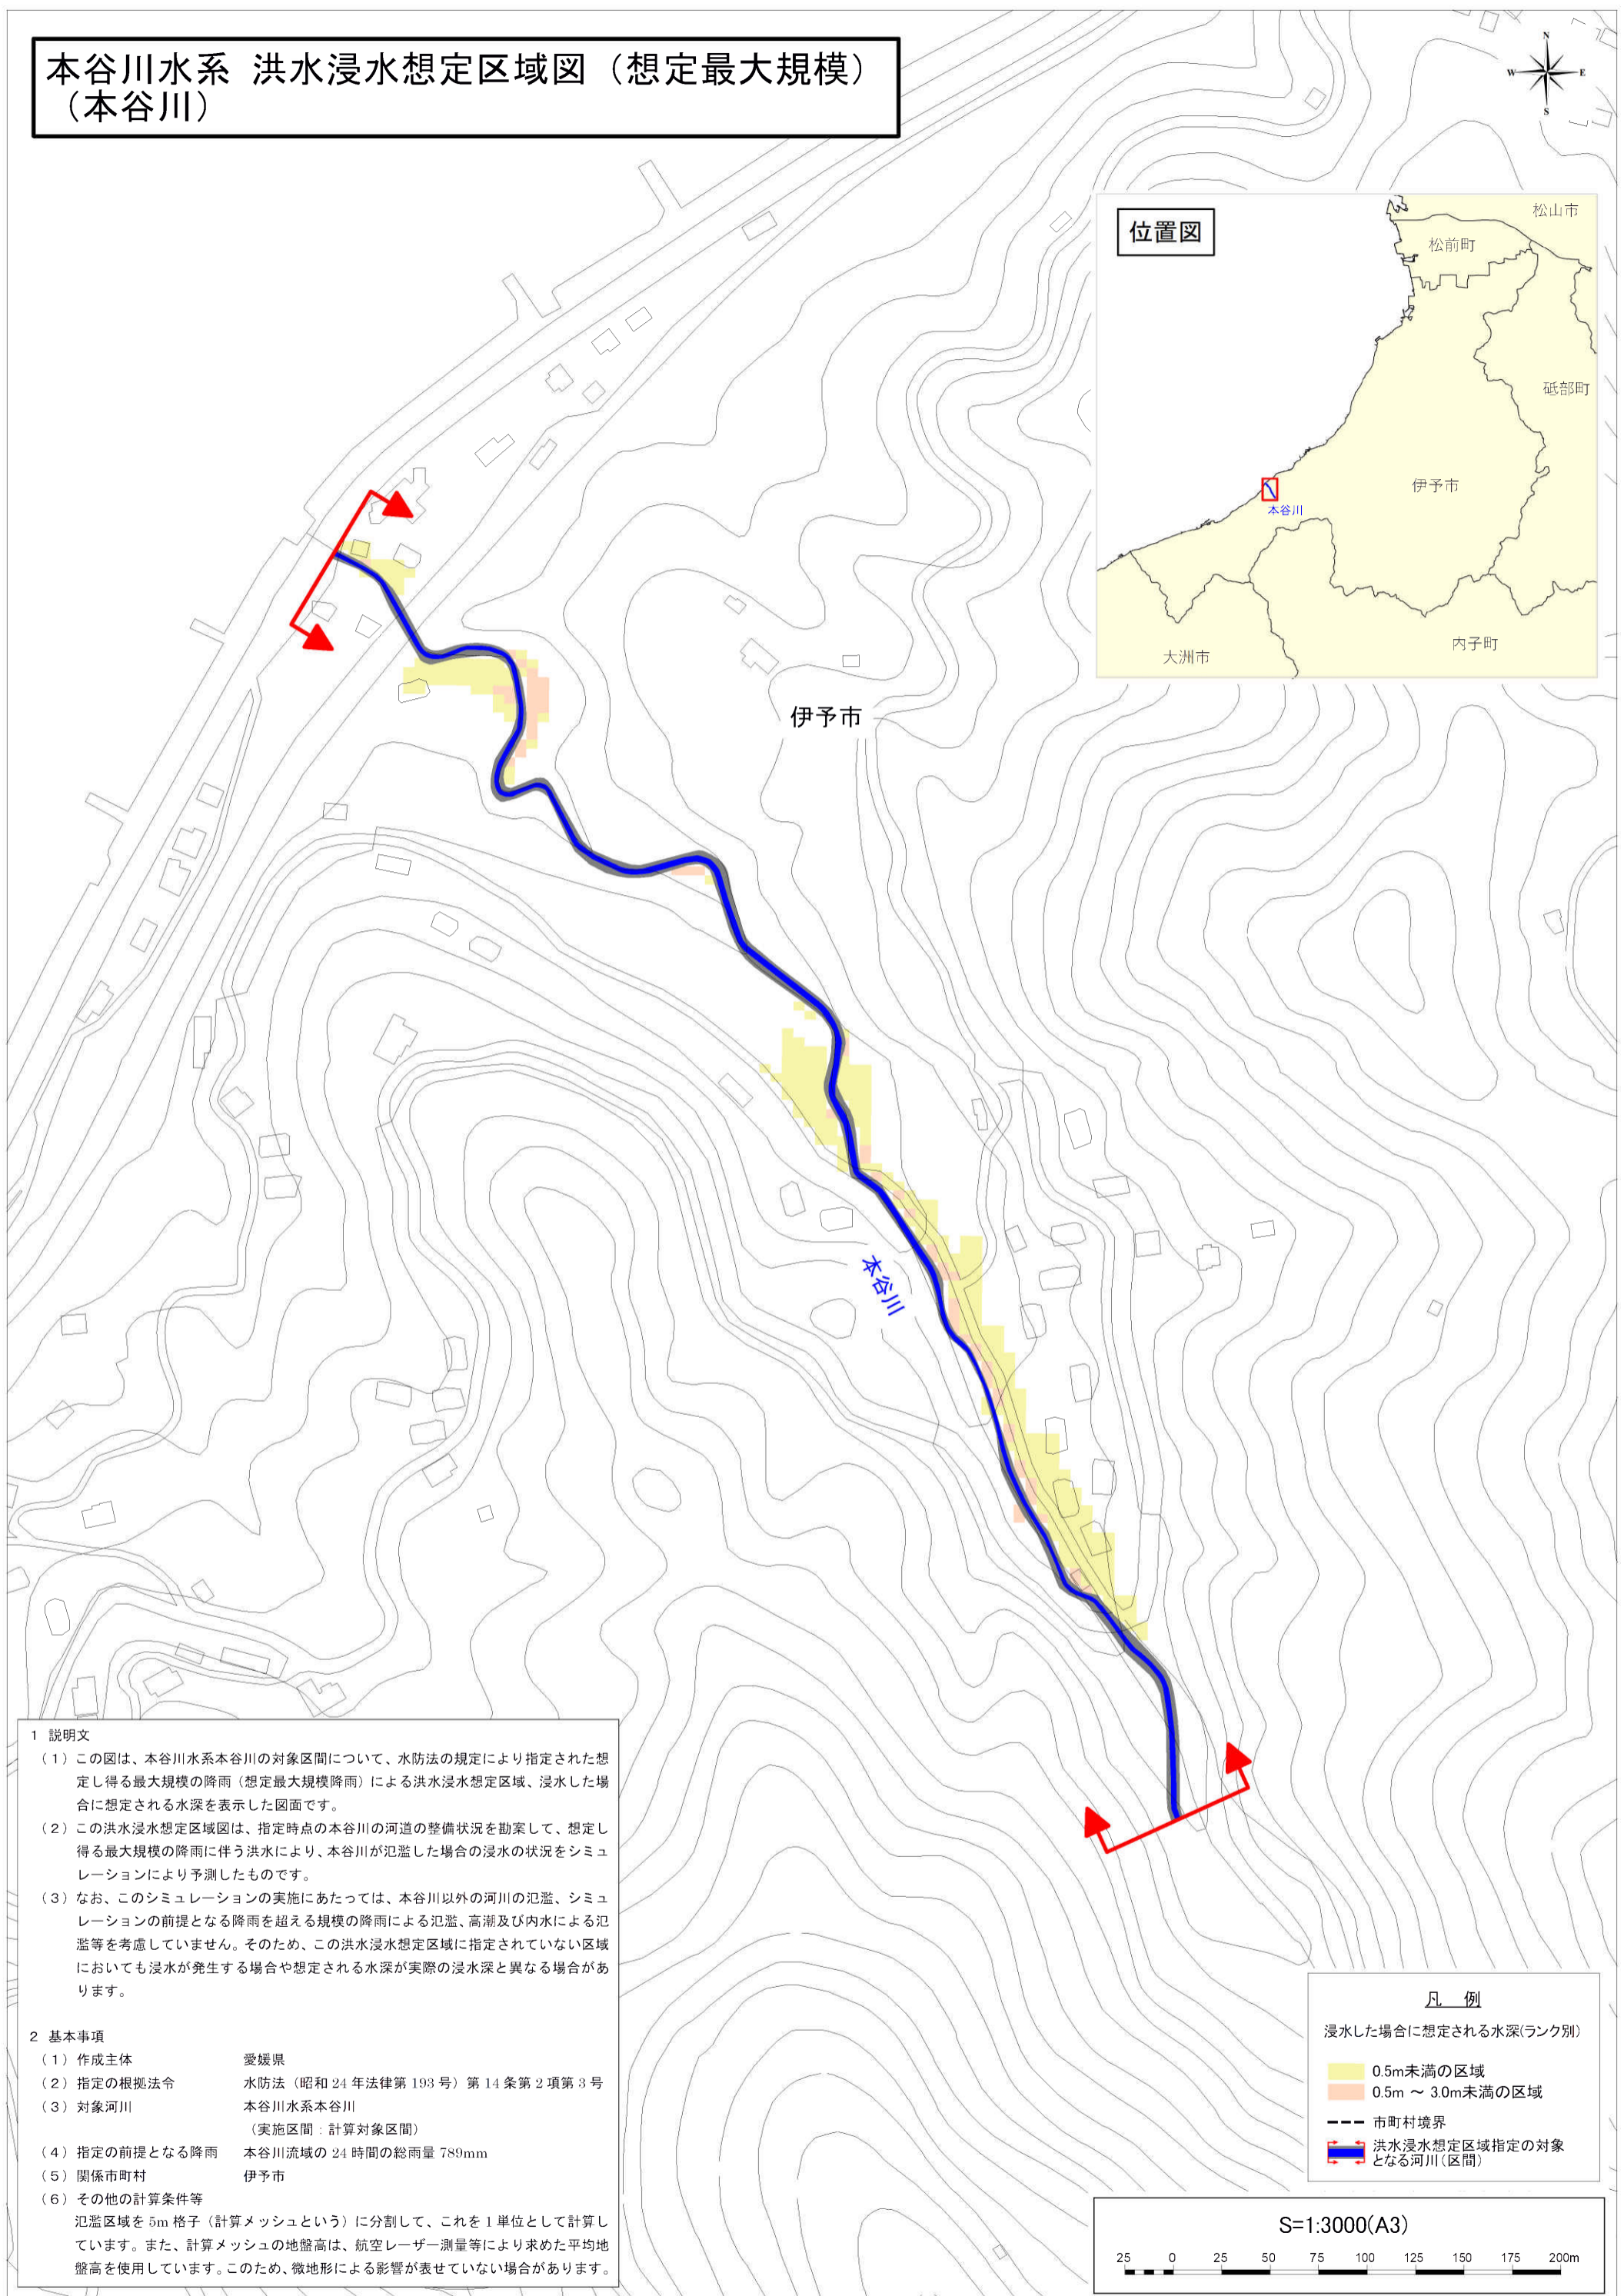 本谷川水系 洪水浸水想定区域図（想定最大規模）
（本谷川）
N
W
E
S
位置図
松山市
松前町
砥部町
伊予市
本谷川
内子町
大洲市
伊予市
本谷川
1 説明文
（１）この図は、本谷川水系本谷川の対象区間について、水防法の規定により指定された想
定し得る最大規模の降雨（想定最大規模降雨）による洪水浸水想定区域、浸水した場
合に想定される水深を表示した図面です。
（２）この洪水浸水想定区域図は、指定時点の本谷川の河道の整備状況を勘案して、想定し
得る最大規模の降雨に伴う洪水により、本谷川が氾濫した場合の浸水の状況をシミュ
レーションにより予測したものです。
（３）なお、このシミュレーションの実施にあたっては、本谷川以外の河川の氾濫、シミュ
レーションの前提となる降雨を超える規模の降雨による氾濫、高潮及び内水による氾
濫等を考慮していません。そのため、この洪水浸水想定区域に指定されていない区域
においても浸水が発生する場合や想定される水深が実際の浸水深と異なる場合があ
ります。
2 基本事項
（１）作成主体 愛媛県
（２）指定の根拠法令 水防法（昭和 24 年法律第 193 号）第 14 条第 2 項第 3 号
（３）対象河川 本谷川水系本谷川
（実施区間：計算対象区間）
（４）指定の前提となる降雨 本谷川流域の 24 時間の総雨量 789mm
（５）関係市町村 伊予市
（６）その他の計算条件等
氾濫区域を 5m 格子（計算メッシュという）に分割して、これを 1 単位として計算し
ています。また、計算メッシュの地盤高は、航空レーザー測量等により求めた平均地
盤高を使用しています。このため、微地形による影響が表せていない場合があります。
凡 例
浸水した場合に想定される水深(ランク別)
0.5m未満の区域
0.5m ～ 3.0m未満の区域
市町村境界
洪水浸水想定区域指定の対象
となる河川(区間)
S=1:3000(A3)
25 0 25 50 75 100 125 150 175 200m